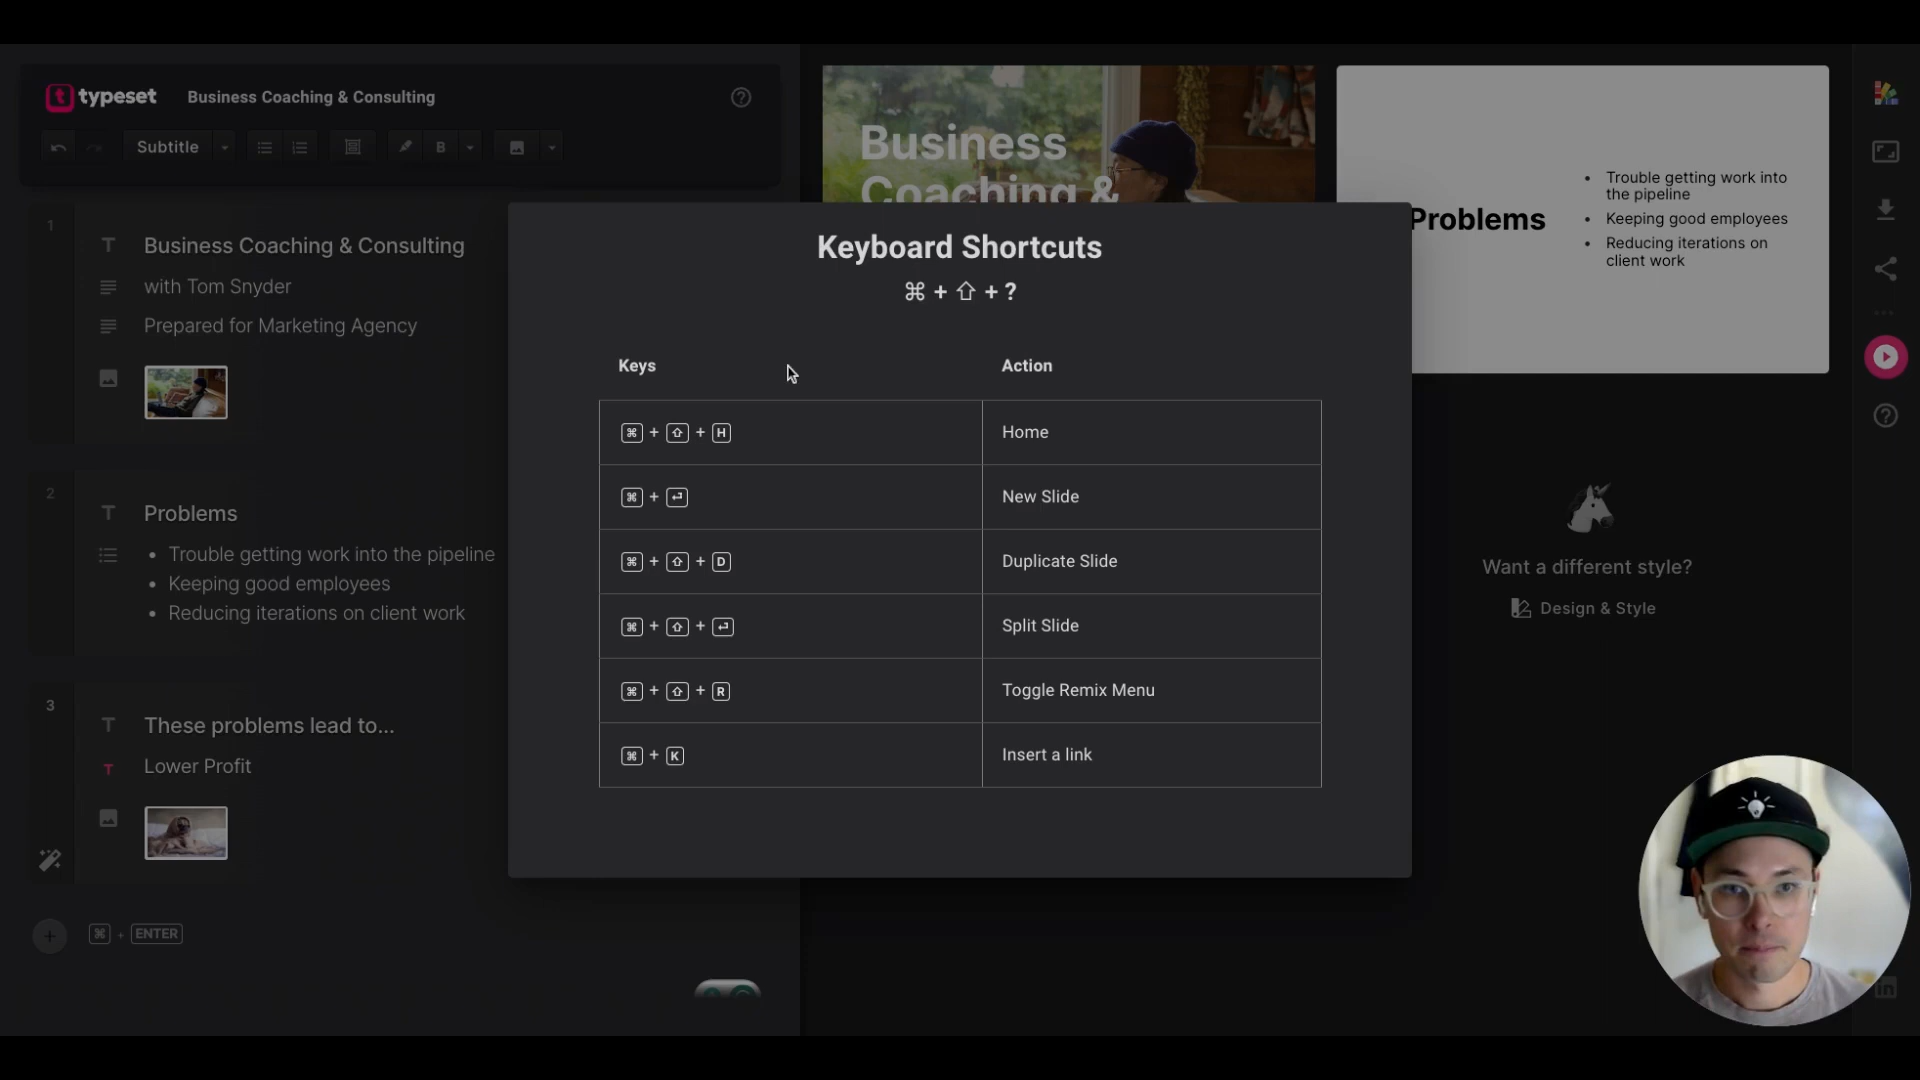 typeset
Business Coaching & Consulting
Subtitle
B
1
Business Coaching & Consulting
with Tom Snyder
Prepared for Marketing Agency
2
Problems
• Trouble getting work into the pipeline
• Keeping good employees
• Reducing iterations on client work
3
These problems lead to...
Lower Profit
⌘ + ENTER
Business
Coaching &
Problems
• Trouble getting work into
the pipeline
• Keeping good employees
• Reducing iterations on
client work
Keyboard Shortcuts
⌘ + ⇧ + ?
Keys Action
⌘ + ⇧ + H Home
⌘ + ⏎ New Slide
⌘ + ⇧ + D Duplicate Slide
⌘ + ⇧ + ⏎ Split Slide
⌘ + ⇧ + R Toggle Remix Menu
⌘ + K Insert a link
Want a different style?
Design & Style
in